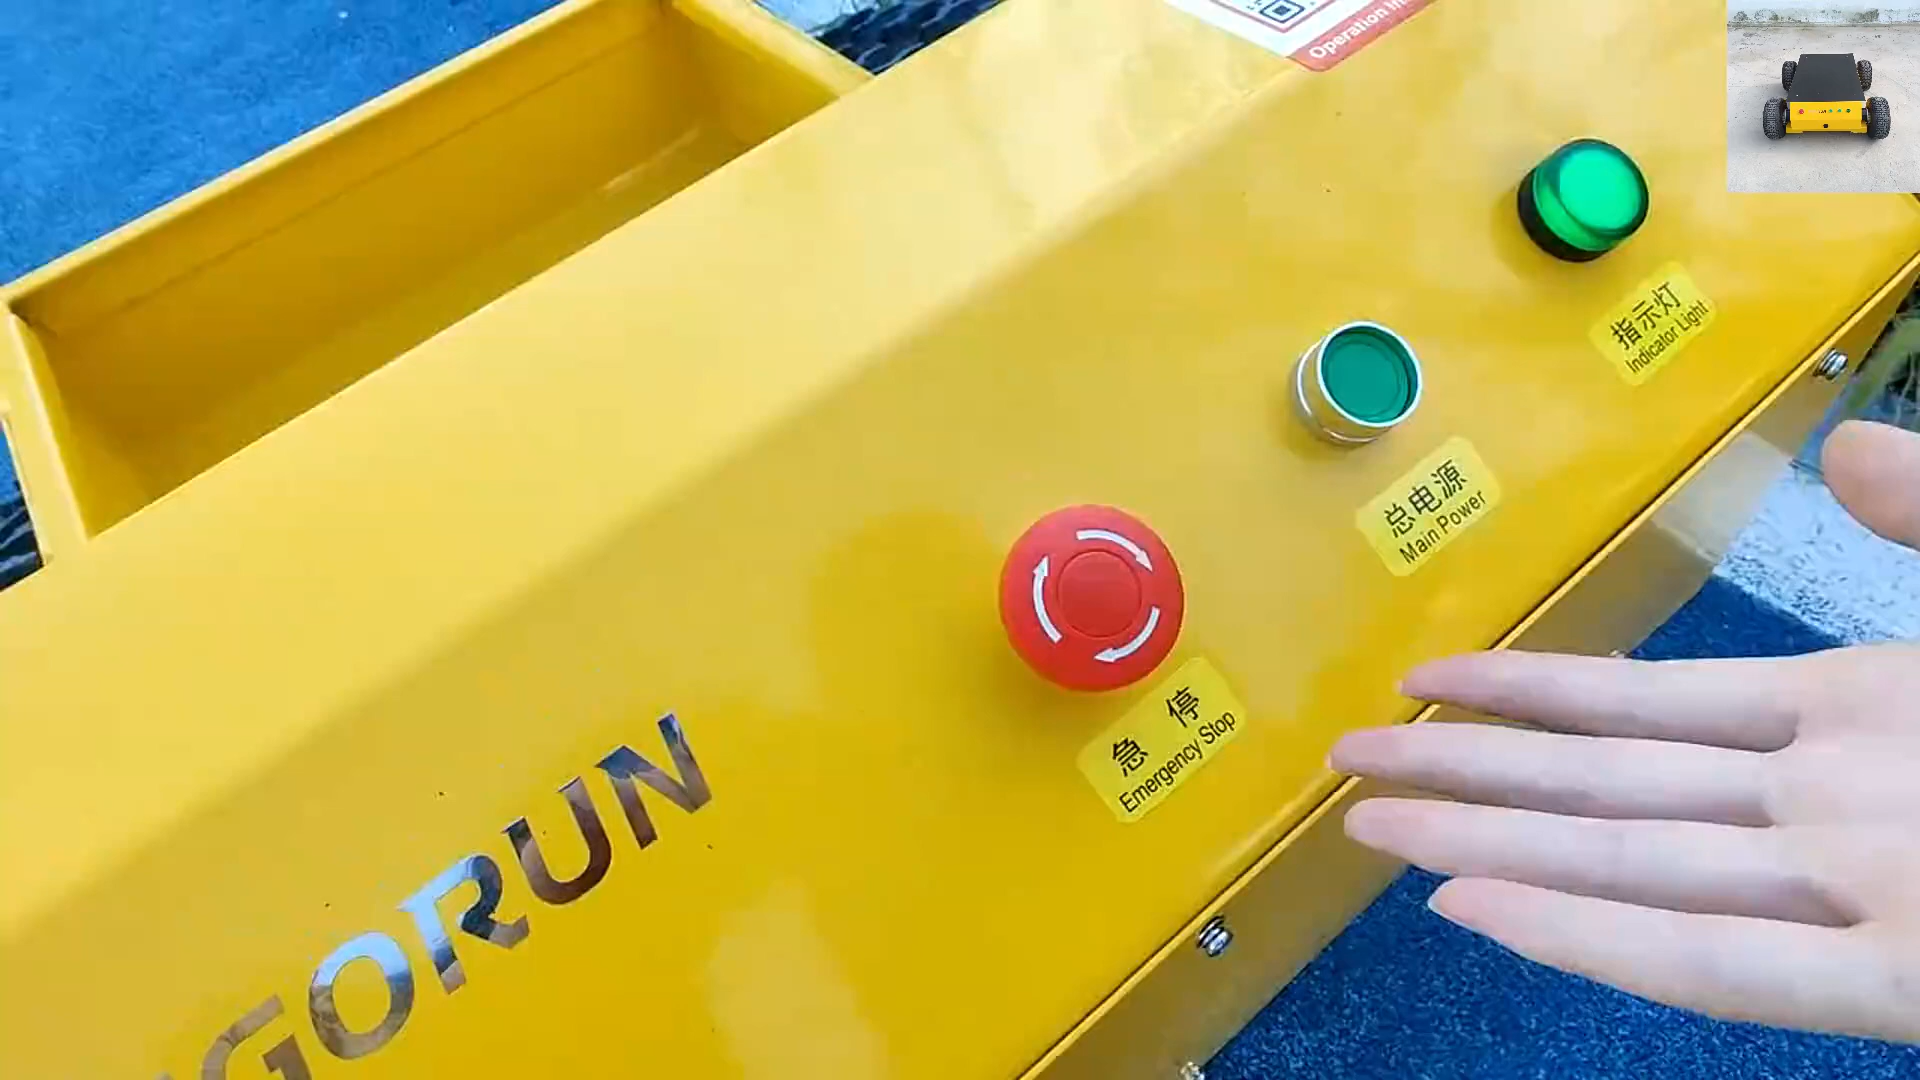 Operation
指示灯
Indicator Light
总电源
Main Power
急 停
Emergency Stop
GORUN